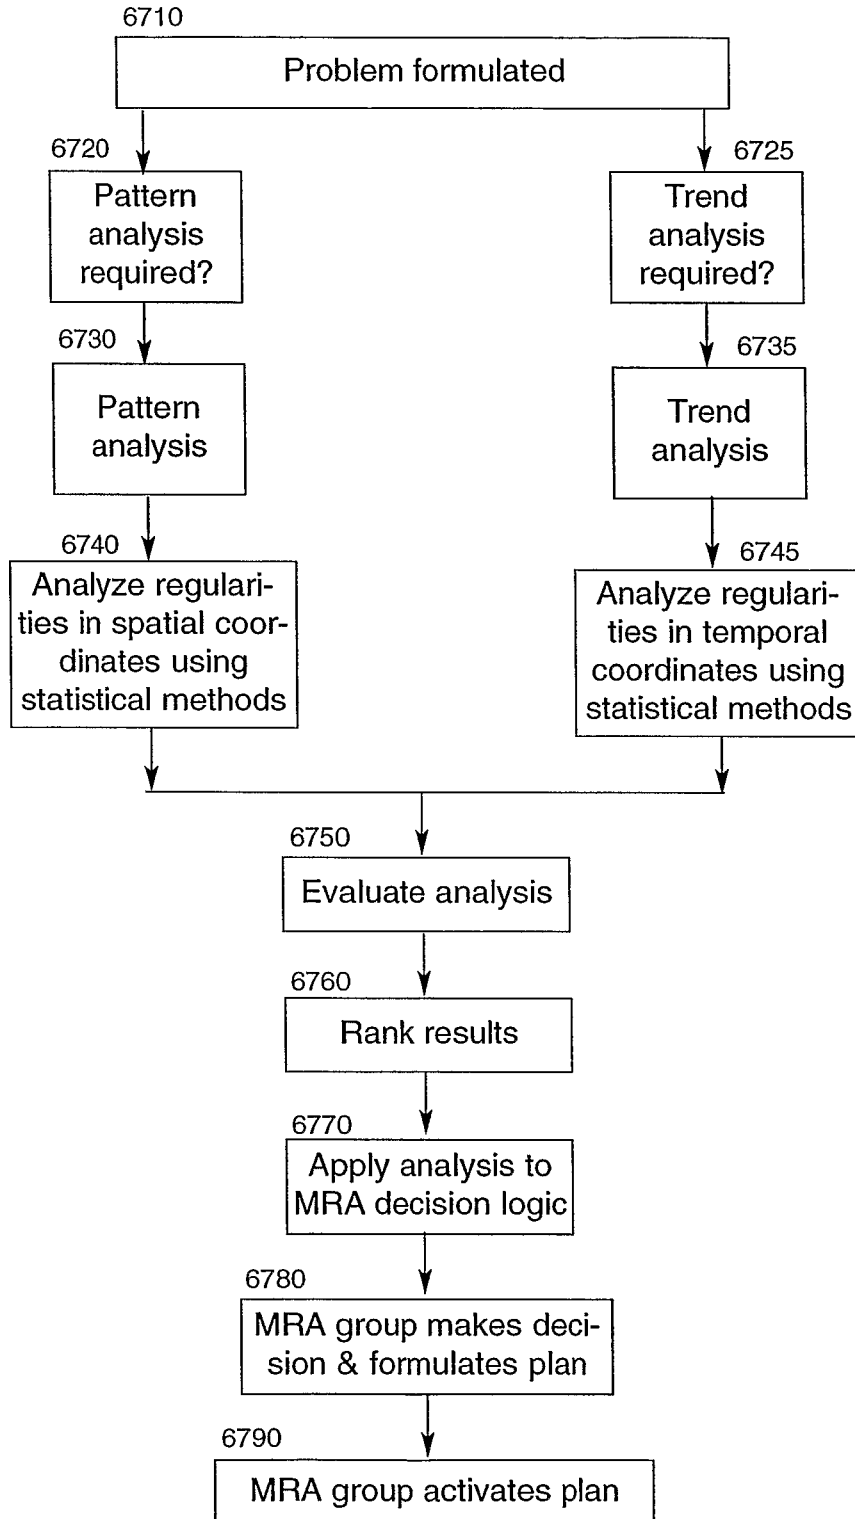 6710
Problem formulated
6720
Pattern
analysis
required?
6725
Trend
analysis
required?
6730
Pattern
analysis
6735
Trend
analysis
6740
Analyze regulari-
ties in spatial coor-
dinates using
statistical methods
6745
Analyze regulari-
ties in temporal
coordinates using
statistical methods
6750
Evaluate analysis
6760
Rank results
6770
Apply analysis to
MRA decision logic
6780
MRA group makes deci-
sion & formulates plan
6790
MRA group activates plan